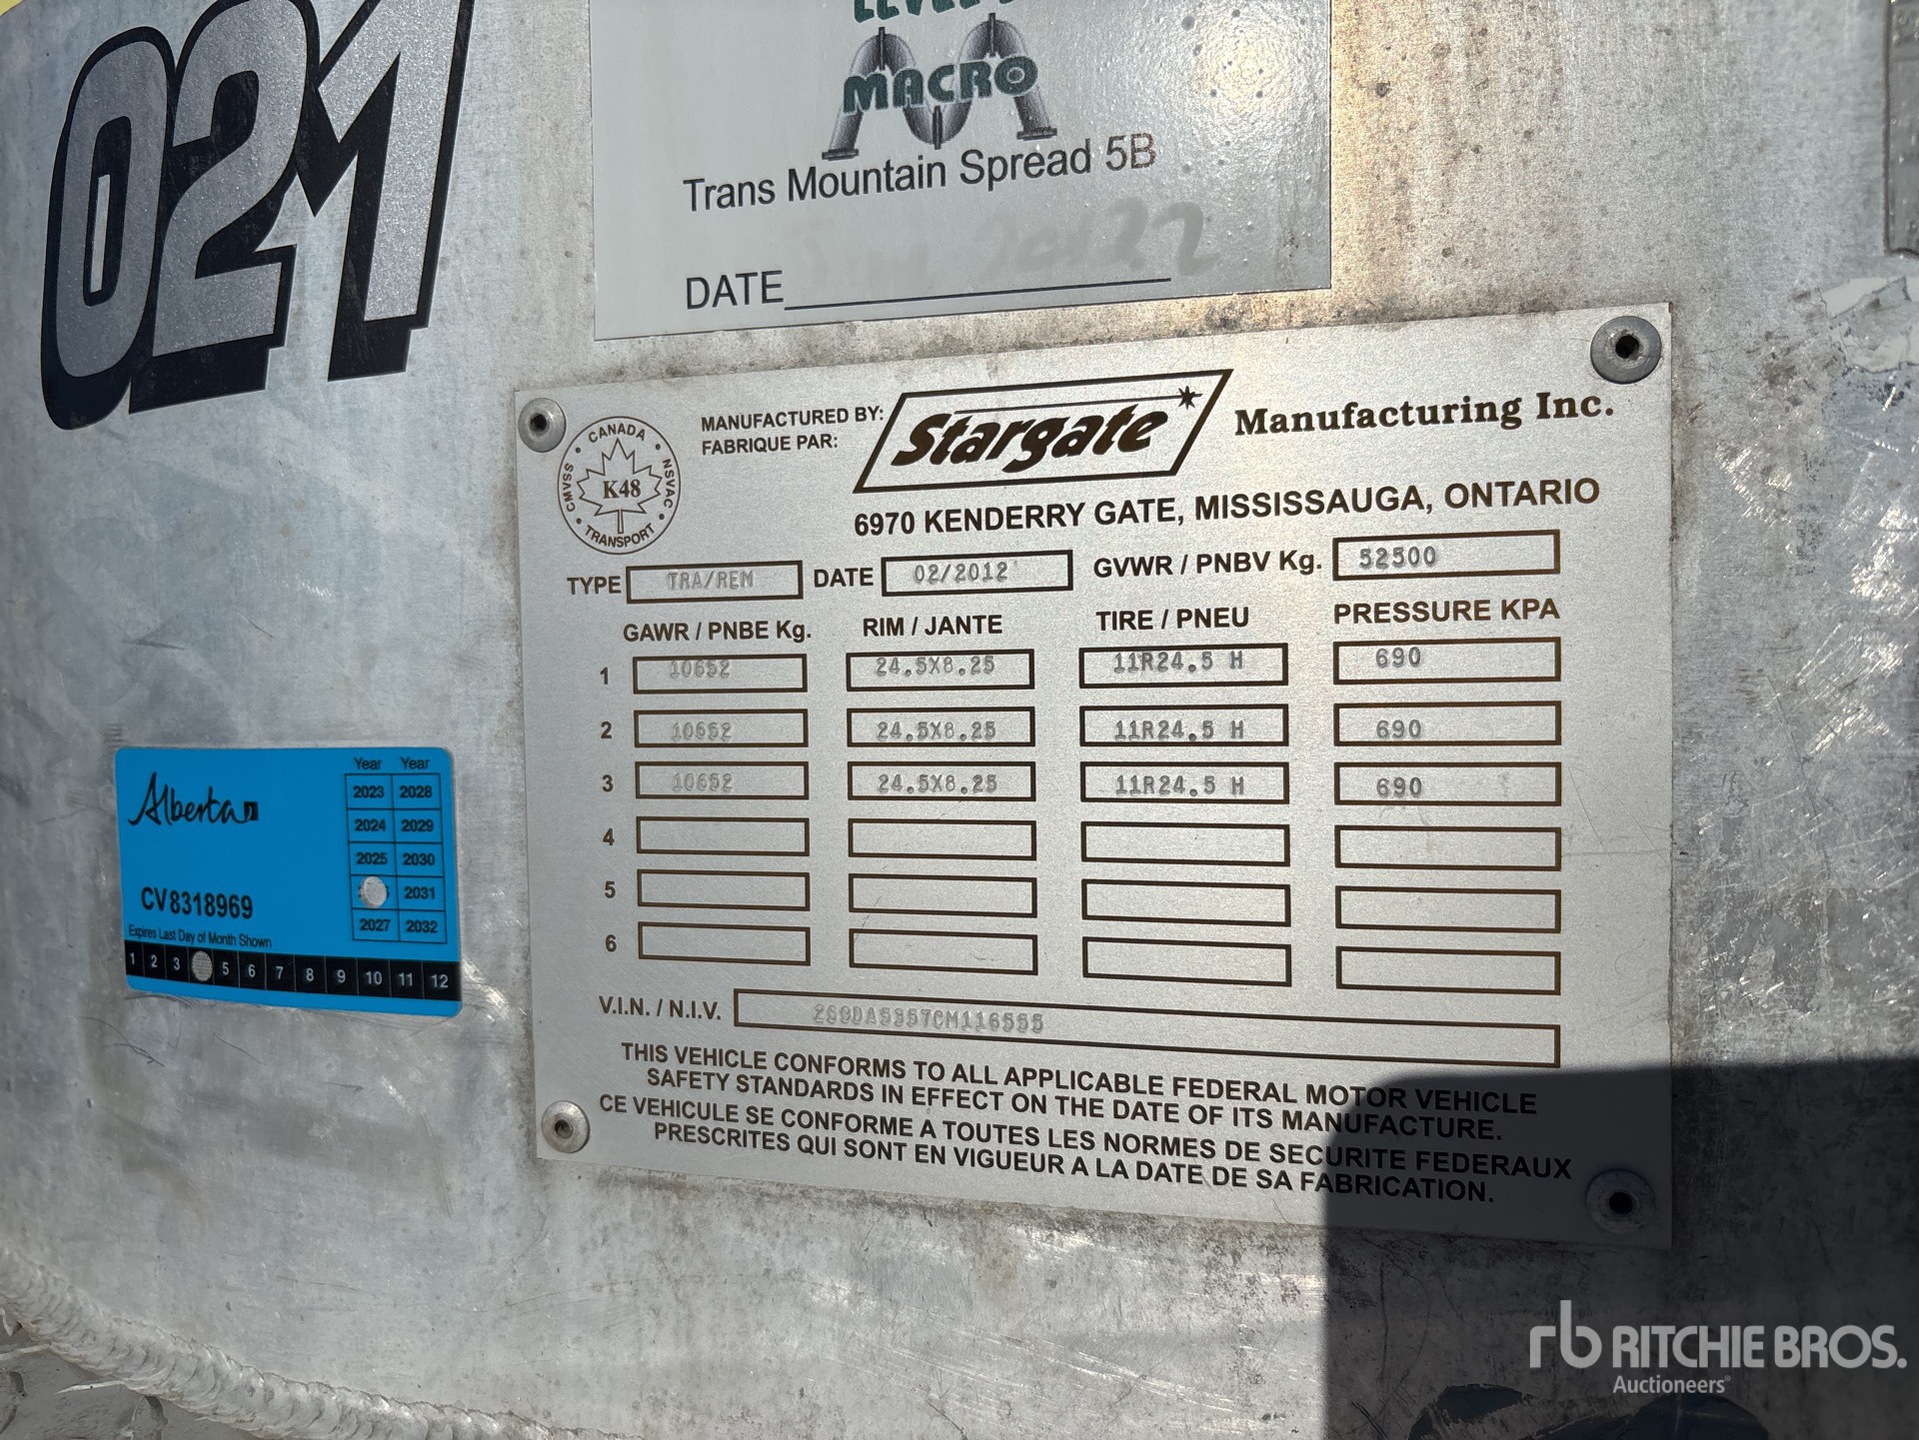 021
MACRO
Trans Mountain Spread 5B
DATE
MANUFACTURED BY:
FABRIQUE PAR:
Stargate Manufacturing Inc.
6970 KENDERRY GATE, MISSISSAUGA, ONTARIO
CANADA
CMVSS NSVAC
K48
TRANSPORT
TYPE TRA/REM DATE 02/2012 GVWR / PNBV Kg. 52500
GAWR / PNBE Kg. RIM / JANTE TIRE / PNEU PRESSURE KPA
1 10652 24.5X8.25 11R24.5 H 690
2 10652 24.5X8.25 11R24.5 H 690
3 10652 24.5X8.25 11R24.5 H 690
4
5
6
V.I.N. / N.I.V. 2S9DA5357CM116555
THIS VEHICLE CONFORMS TO ALL APPLICABLE FEDERAL MOTOR VEHICLE
SAFETY STANDARDS IN EFFECT ON THE DATE OF ITS MANUFACTURE.
CE VEHICULE SE CONFORME A TOUTES LES NORMES DE SECURITE FEDERAUX
PRESCRITES QUI SONT EN VIGUEUR A LA DATE DE SA FABRICATION.
Alberta
Year Year
2023 2028
2024 2029
2025 2030
2031
2027 2032
CV8318969
Expires Last Day of Month Shown
1 2 3 5 6 7 8 9 10 11 12
rb RITCHIE BROS.
Auctioneers